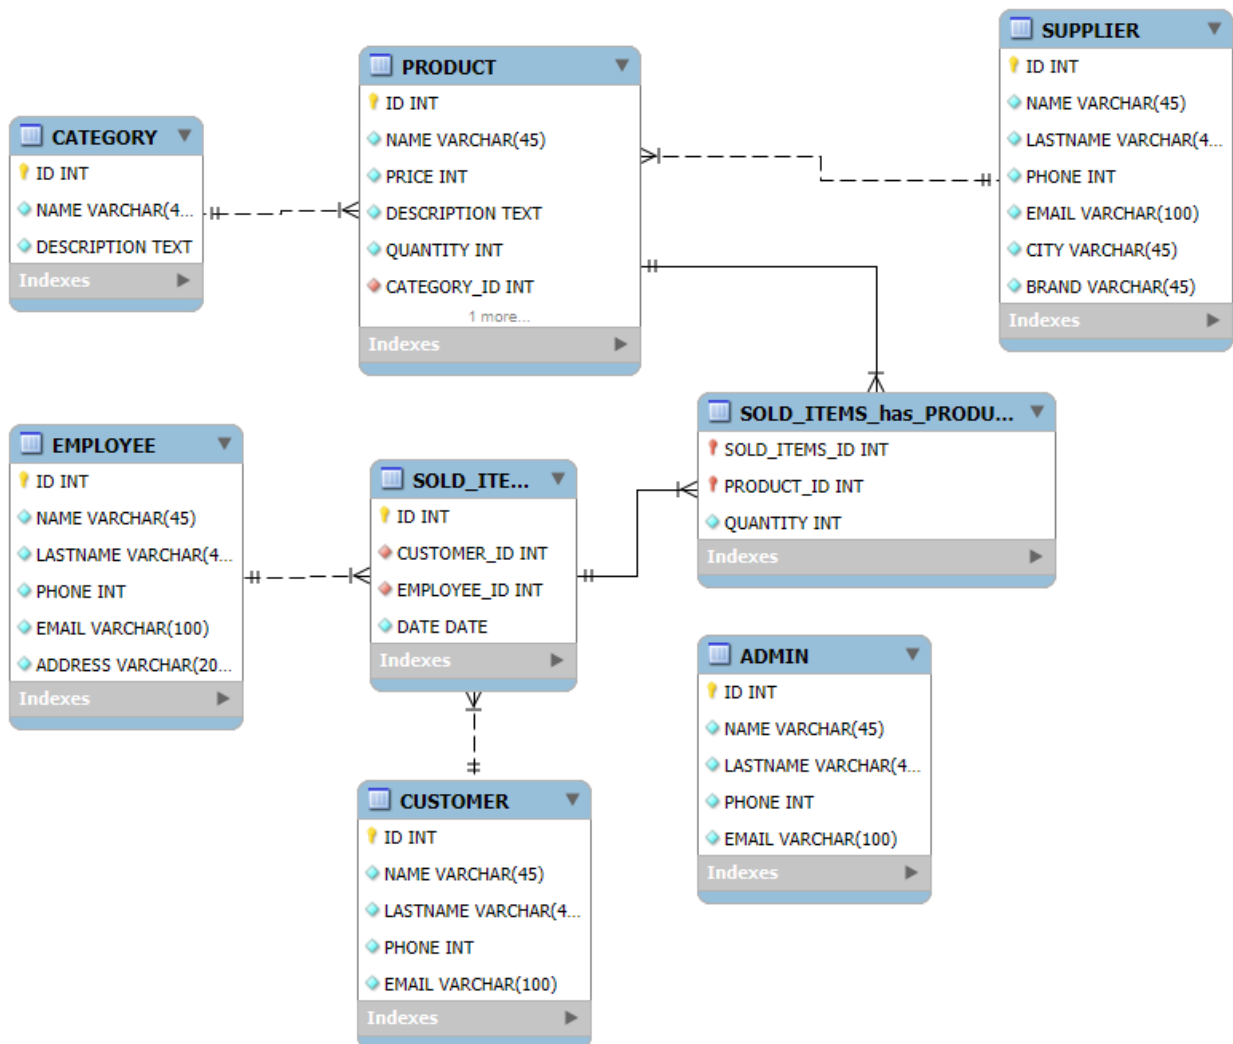 CATEGORY
ID INT
NAME VARCHAR(4...
DESCRIPTION TEXT
Indexes
PRODUCT
ID INT
NAME VARCHAR(45)
PRICE INT
DESCRIPTION TEXT
QUANTITY INT
CATEGORY_ID INT
1 more...
Indexes
SUPPLIER
ID INT
NAME VARCHAR(45)
LASTNAME VARCHAR(4...
PHONE INT
EMAIL VARCHAR(100)
CITY VARCHAR(45)
BRAND VARCHAR(45)
Indexes
EMPLOYEE
ID INT
NAME VARCHAR(45)
LASTNAME VARCHAR(4...
PHONE INT
EMAIL VARCHAR(100)
ADDRESS VARCHAR(20...
Indexes
SOLD_ITE...
ID INT
CUSTOMER_ID INT
EMPLOYEE_ID INT
DATE DATE
Indexes
SOLD_ITEMS_has_PRODU...
SOLD_ITEMS_ID INT
PRODUCT_ID INT
QUANTITY INT
Indexes
CUSTOMER
ID INT
NAME VARCHAR(45)
LASTNAME VARCHAR(4...
PHONE INT
EMAIL VARCHAR(100)
Indexes
ADMIN
ID INT
NAME VARCHAR(45)
LASTNAME VARCHAR(4...
PHONE INT
EMAIL VARCHAR(100)
Indexes